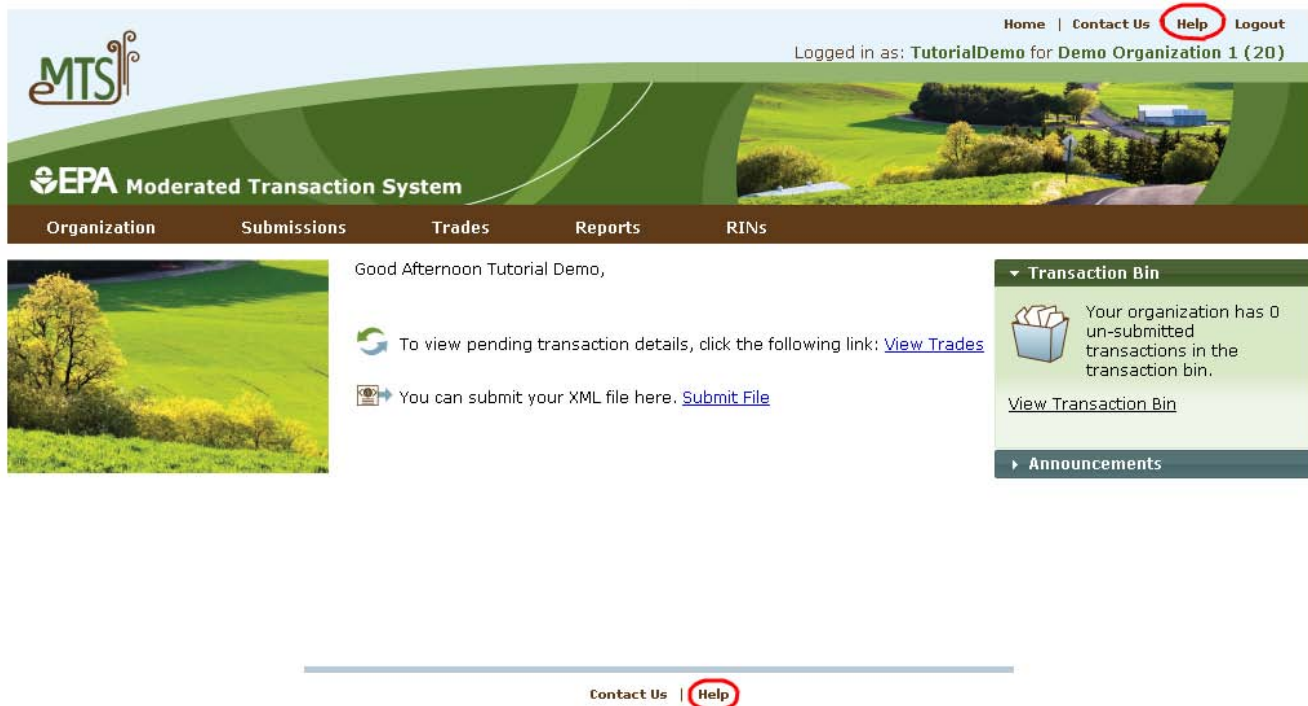 Home | Contact Us Help Logout
Logged in as: TutorialDemo for Demo Organization 1 (20)
eMTS
EPA Moderated Transaction System
Organization Submissions Trades Reports RINs
Good Afternoon Tutorial Demo,
To view pending transaction details, click the following link: View Trades
You can submit your XML file here. Submit File
Transaction Bin
Your organization has 0
un-submitted
transactions in the
transaction bin.
View Transaction Bin
Announcements
Contact Us | Help